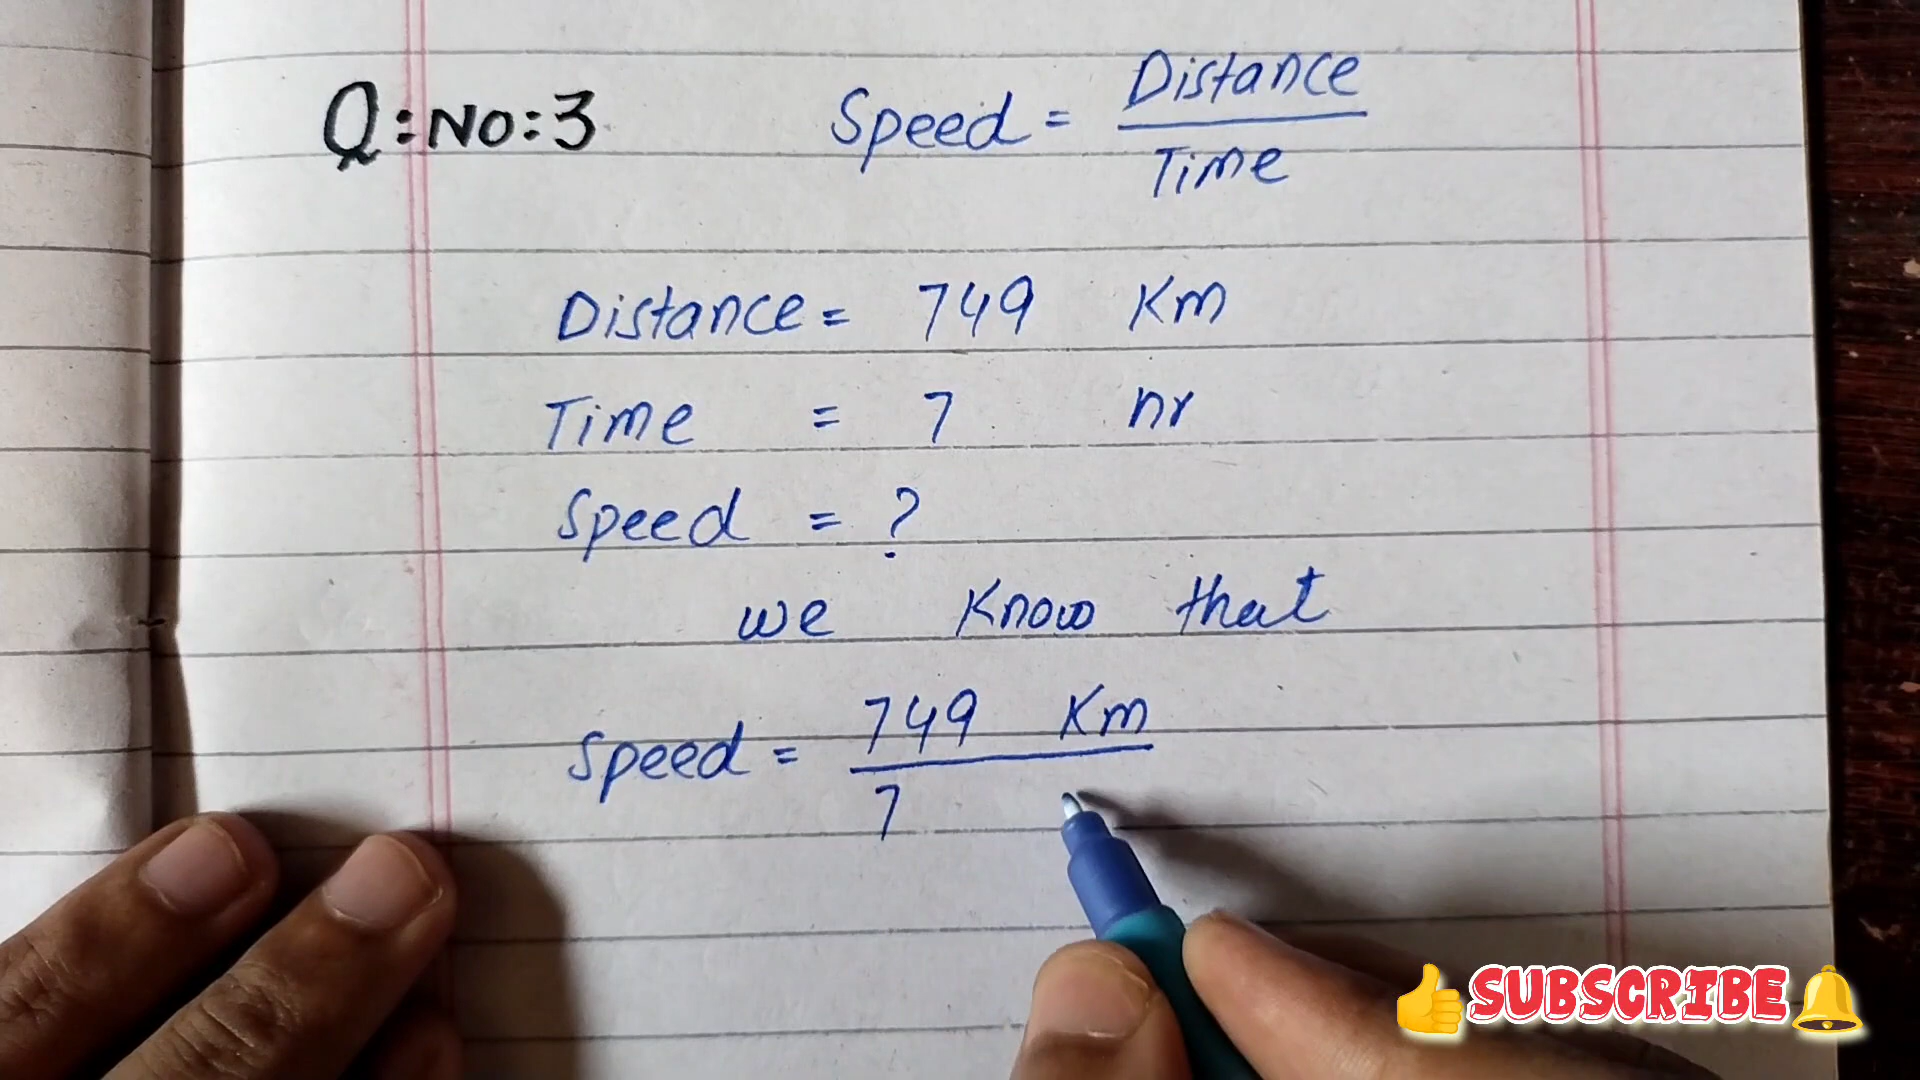 Q:NO:3
Speed = Distance / Time
Distance = 749 Km
Time = 7 hr
Speed = ?
we Know that
Speed = 749 Km / 7
SUBSCRIBE